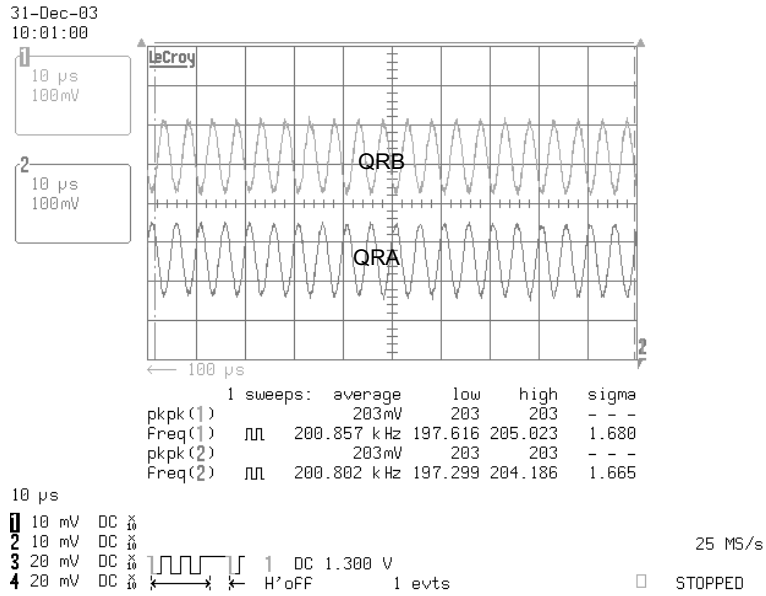 31-Dec-03
10:01:00
LeCroy
1
10 µs
100mV
2
10 µs
100mV
QRB
QRA
2
100 µs
1 sweeps: average low high sigma
pkpk(1) 203mV 203 203 - - -
freq(1) 200.857 kHz 197.616 205.023 1.680
pkpk(2) 203mV 203 203 - - -
freq(2) 200.802 kHz 197.299 204.186 1.665
10 µs
1 10 mV DC x10
2 10 mV DC x10
3 20 mV DC x10
4 20 mV DC x10
1 DC 1.300 V
H'off 1 evts
25 MS/s
STOPPED